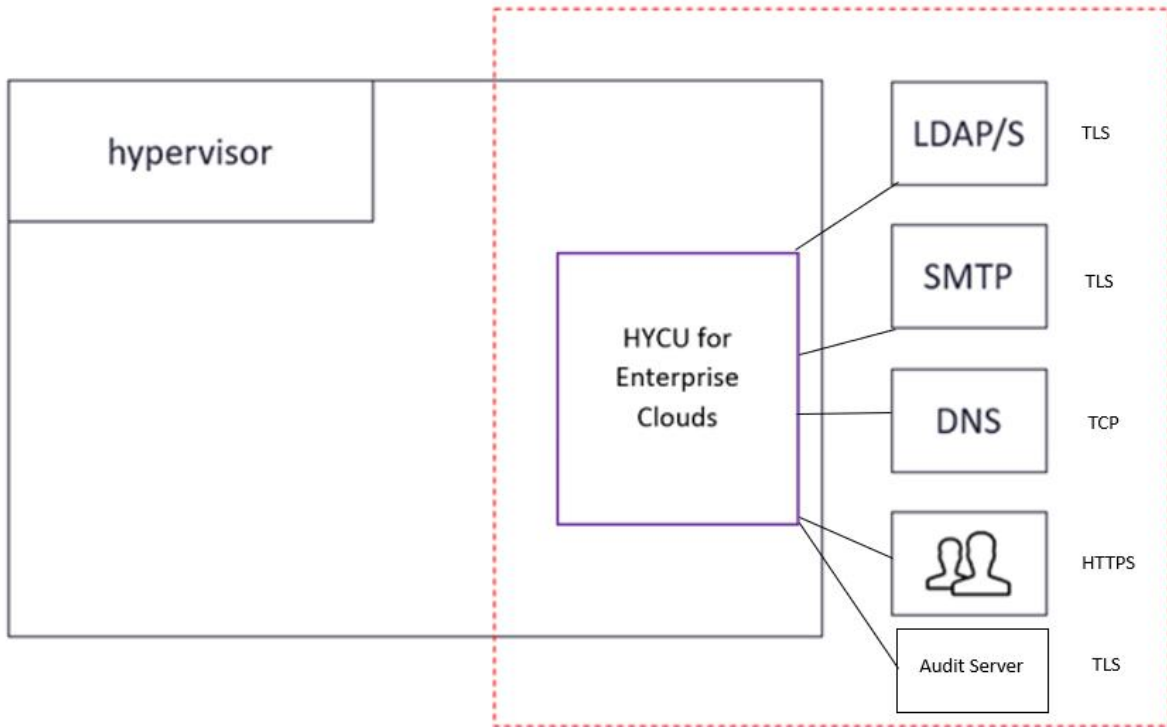 hypervisor
LDAP/S
TLS
SMTP
TLS
HYCU for
Enterprise
Clouds
DNS
TCP
HTTPS
Audit Server
TLS